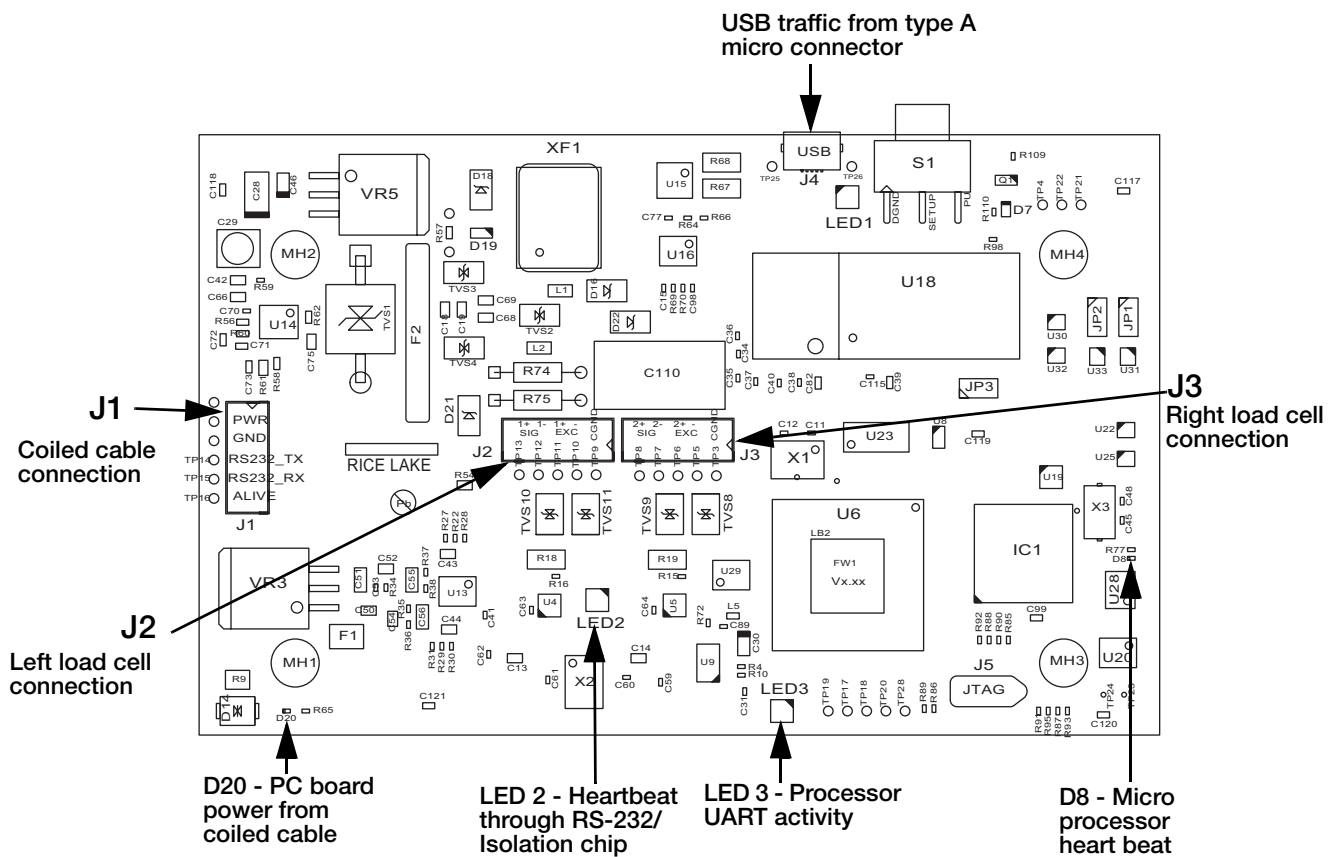 USB traffic from type A
micro connector
XF1
VR5
C118
C28
C46
D18
R57
D19
C29
MH2
C42
C66
R59
C70
R56
R60
C72
C71
U14
R62
C75
C73
R61
R58
TVS1
F2
TVS3
C18
C19
C69
C68
TVS4
L1
TVS2
L2
D16
D22
R74
R75
D21
C110
U15
R68
R67
C77
R64
R66
U16
C15
R69
R70
C98
USB
TP25
TP26
J4
LED1
S1
DGND
SETUP
PU
R109
Q1
R110
D7
TP4
TP22
TP21
C117
R98
MH4
U18
C36
C34
C35
C37
C40
C38
C82
C115
C39
JP2
JP1
U30
U32
U33
U31
JP3
J1
Coiled cable
connection
PWR
GND
TP14
RS232_TX
TP15
RS232_RX
TP16
ALIVE
J1
RICE LAKE
R54
Pb
1+ 1- 1+ -
SIG EXC CGND
J2
TP13
TP12
TP11
TP10
TP9
2+ 2- 2+ -
SIG EXC CGND
J3
TP8
TP7
TP6
TP5
TP3
J3
Right load cell
connection
C12
C11
X1
U23
U8
C119
U22
U25
U19
X3
C48
C45
R77
D8
U28
TVS10
TVS11
TVS9
TVS8
U6
LB2
FW1
Vx.xx
IC1
R27
R22
R28
C43
C52
R37
VR3
C51
R34
C55
R38
U13
C50
C54
R35
C56
R36
C44
C41
F1
R31
R29
R30
C62
R18
R16
C63
U4
LED2
R19
R15
C64
U5
U29
R72
L5
C89
C30
C13
C61
X2
C60
C14
C59
U9
R4
R10
C31
LED3
TP19
TP17
TP18
TP20
TP28
R89
R86
R92
R88
R90
R85
C99
J5
JTAG
MH3
U20
TP24
R95
R87
R93
C120
J2
Left load cell
connection
MH1
R9
D14
D20
R65
C121
D20 - PC board
power from
coiled cable
LED 2 - Heartbeat
through RS-232/
Isolation chip
LED 3 - Processor
UART activity
D8 - Micro
processor
heart beat